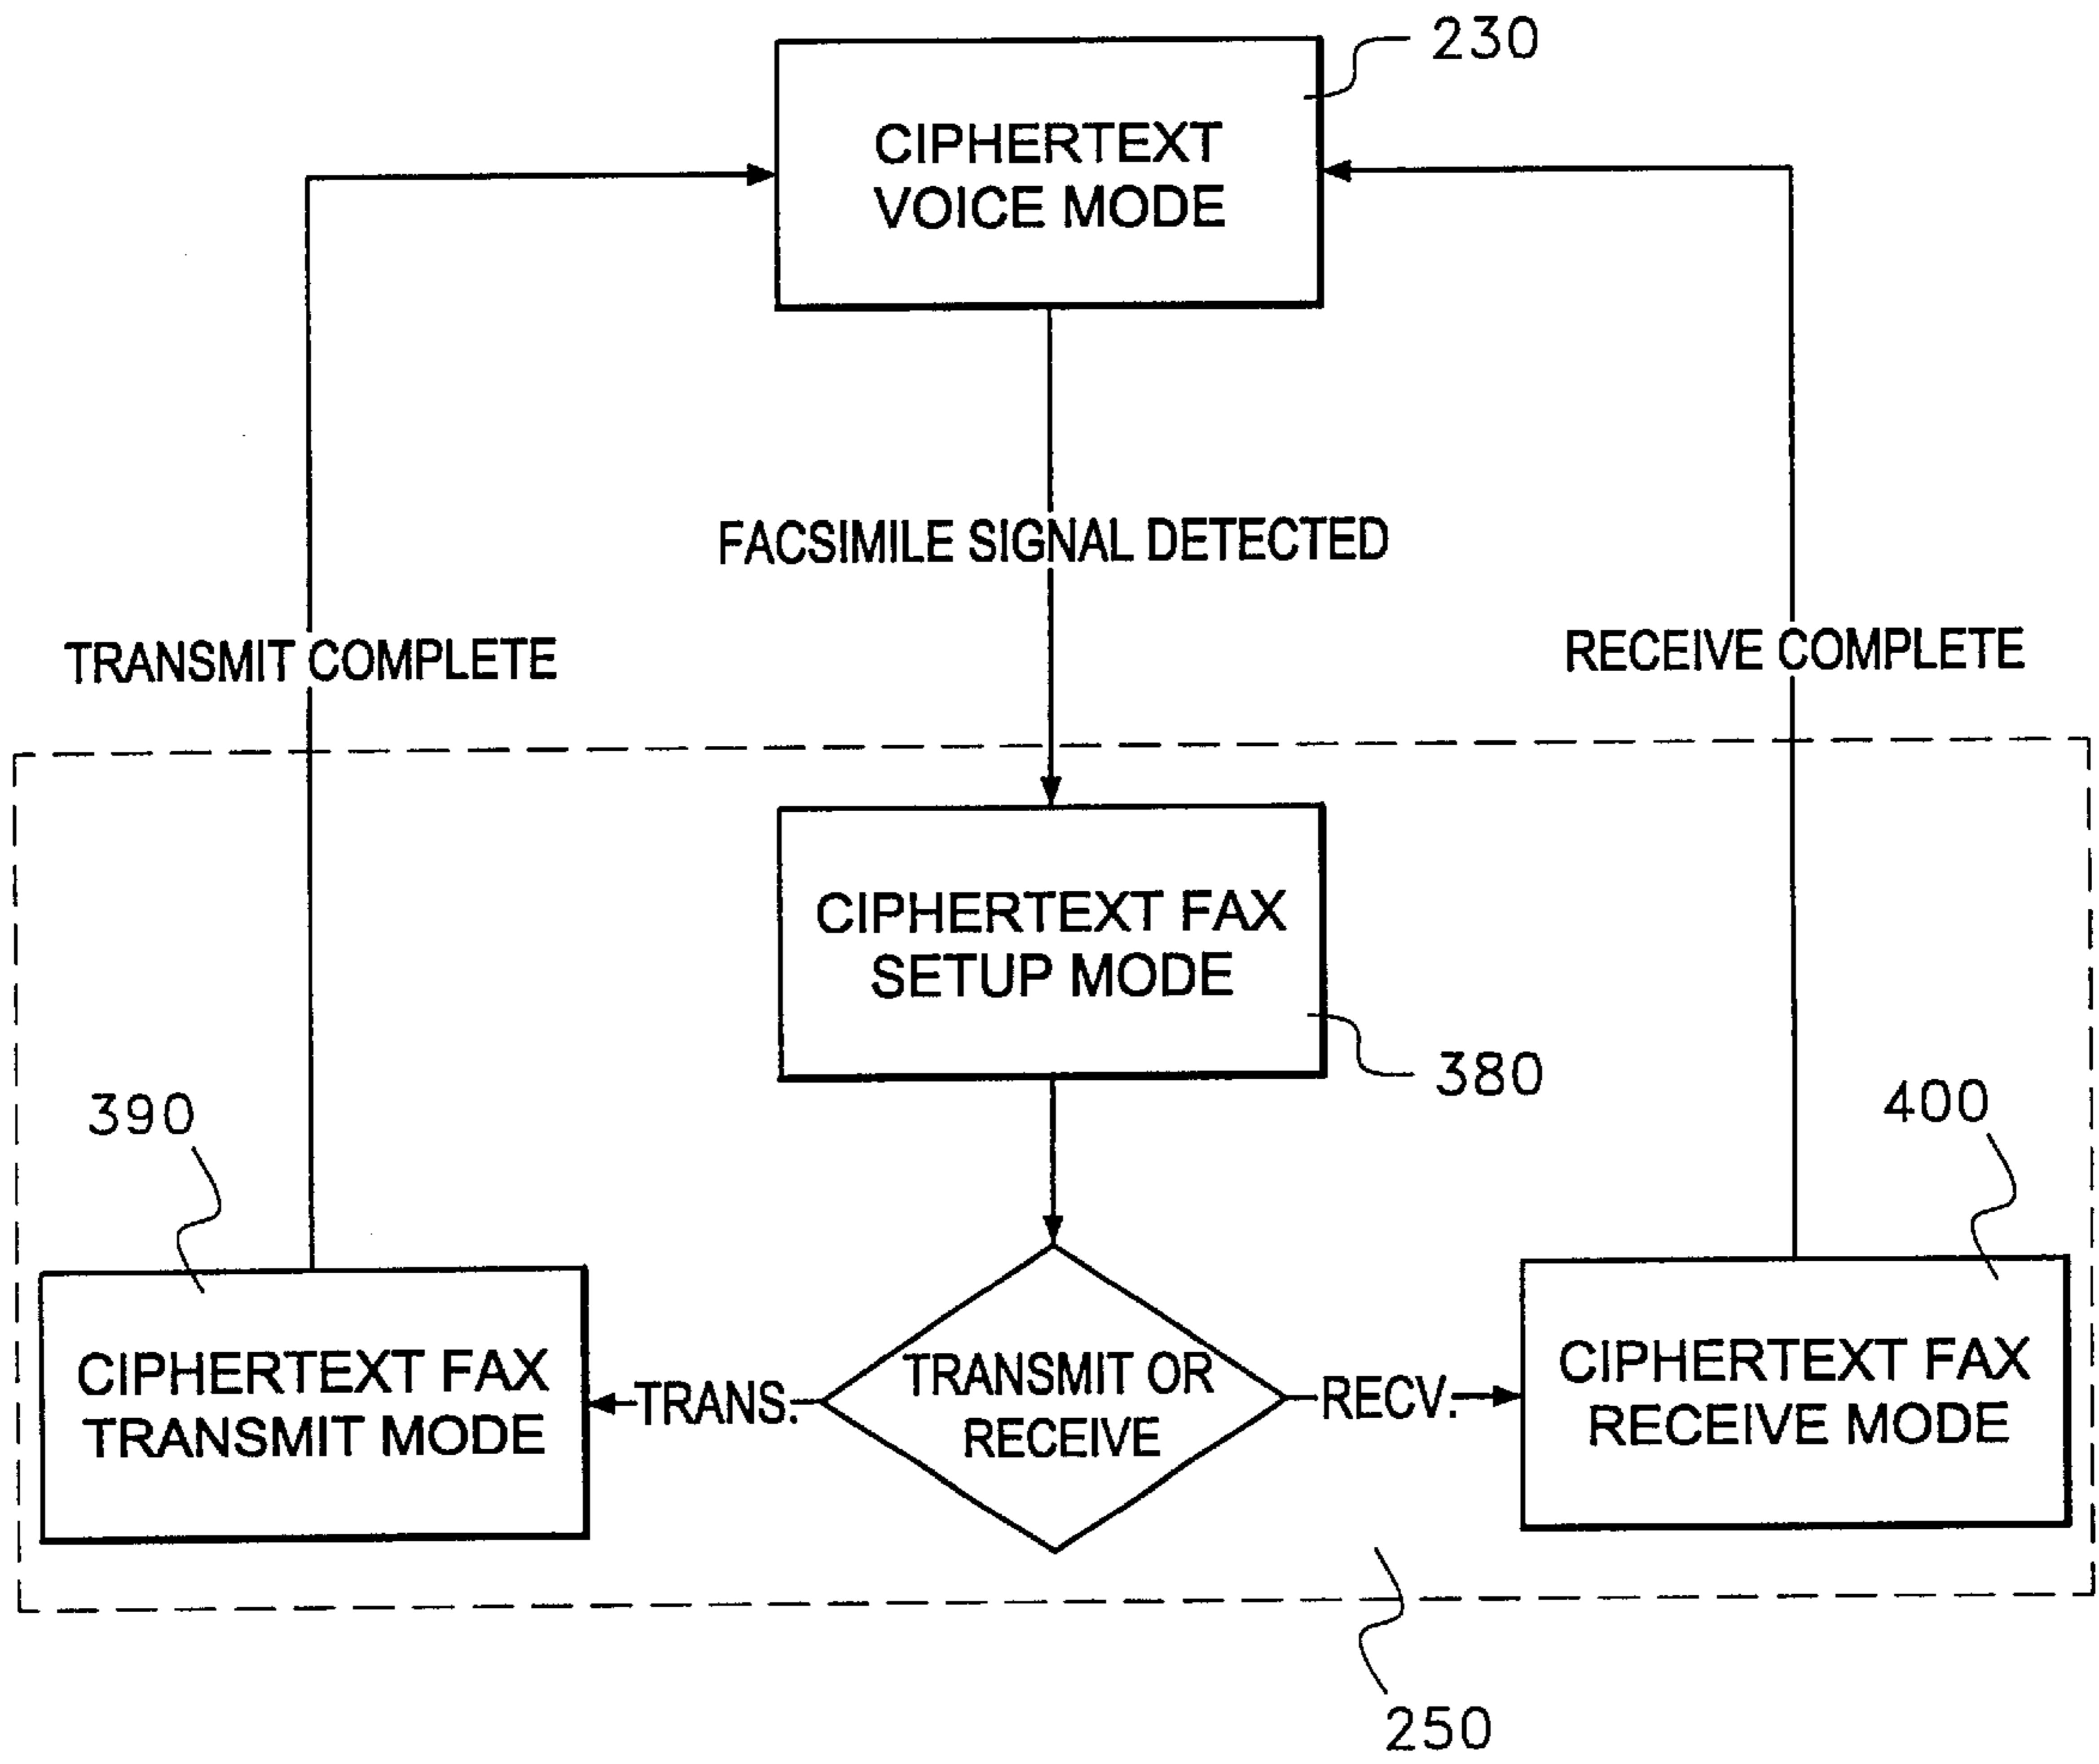 230
CIPHERTEXT
VOICE MODE
FACSIMILE SIGNAL DETECTED
TRANSMIT COMPLETE
RECEIVE COMPLETE
CIPHERTEXT FAX
SETUP MODE
380
390
400
CIPHERTEXT FAX
TRANSMIT MODE
TRANS.
TRANSMIT OR
RECEIVE
RECV.
CIPHERTEXT FAX
RECEIVE MODE
250